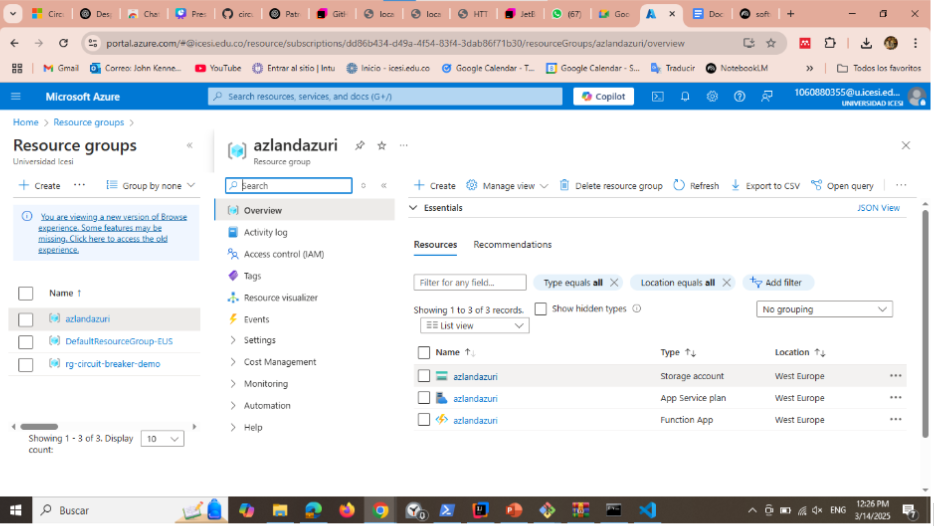 Circ
Des
Cha
Pre
circ
Patr
Gitl
loca
loca
HTT
JetE
(67)
Goc
Doc
soft
portal.azure.com/#@icesi.edu.co/resource/subscriptions/dd86b434-d49a-4f54-83f4-3dab86f71b30/resourceGroups/azlandazuri/overview
Gmail
Correo: John Kenne...
YouTube
Entrar al sitio | Intu
Inicio - icesi.edu.co
Google Calendar - T...
Google Calendar - S...
Traducir
NotebookLM
»
Todos los favoritos
Microsoft Azure
Search resources, services, and docs (G+/)
Copilot
1060880355@u.icesi.ed...
UNIVERSIDAD ICESI
Home > Resource groups >
Resource groups
Universidad Icesi
+ Create
Group by none
You are viewing a new version of Browse
experience. Some features may be
missing. Click here to access the old
experience.
Name ↑
azlandazuri
DefaultResourceGroup-EUS
rg-circuit-breaker-demo
Showing 1 - 3 of 3. Display
count:
10
azlandazuri
Resource group
Search
Overview
Activity log
Access control (IAM)
Tags
Resource visualizer
Events
Settings
Cost Management
Monitoring
Automation
Help
+ Create
Manage view
Delete resource group
Refresh
Export to CSV
Open query
Essentials
JSON View
Resources
Recommendations
Filter for any field...
Type equals all
Location equals all
Add filter
Showing 1 to 3 of 3 records.
Show hidden types
No grouping
List view
Name ↑↓ Type ↑↓ Location ↑↓
azlandazuri Storage account West Europe
azlandazuri App Service plan West Europe
azlandazuri Function App West Europe
Buscar
ENG
12:26 PM
3/14/2025